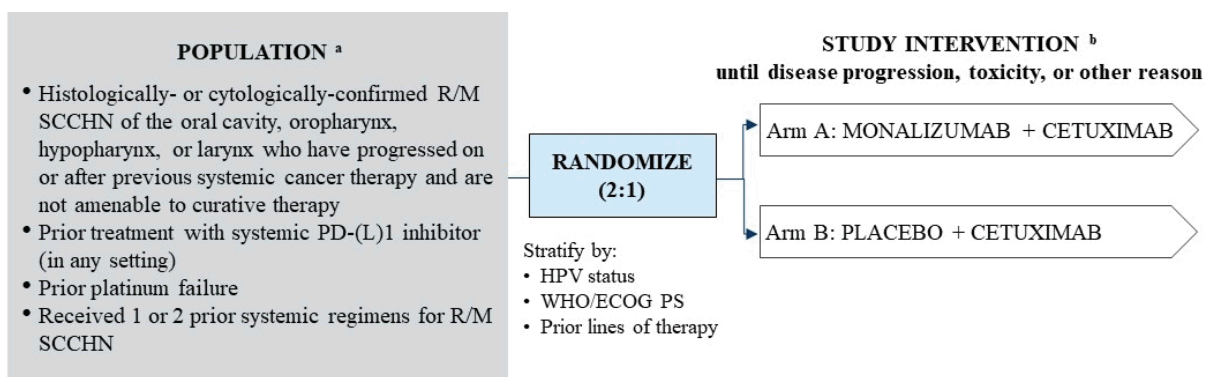 POPULATION a
• Histologically- or cytologically-confirmed R/M
SCCHN of the oral cavity, oropharynx,
hypopharynx, or larynx who have progressed on
or after previous systemic cancer therapy and are
not amenable to curative therapy
• Prior treatment with systemic PD-(L)1 inhibitor
(in any setting)
• Prior platinum failure
• Received 1 or 2 prior systemic regimens for R/M
SCCHN
RANDOMIZE
(2:1)
Stratify by:
• HPV status
• WHO/ECOG PS
• Prior lines of therapy
STUDY INTERVENTION b
until disease progression, toxicity, or other reason
Arm A: MONALIZUMAB + CETUXIMAB
Arm B: PLACEBO + CETUXIMAB